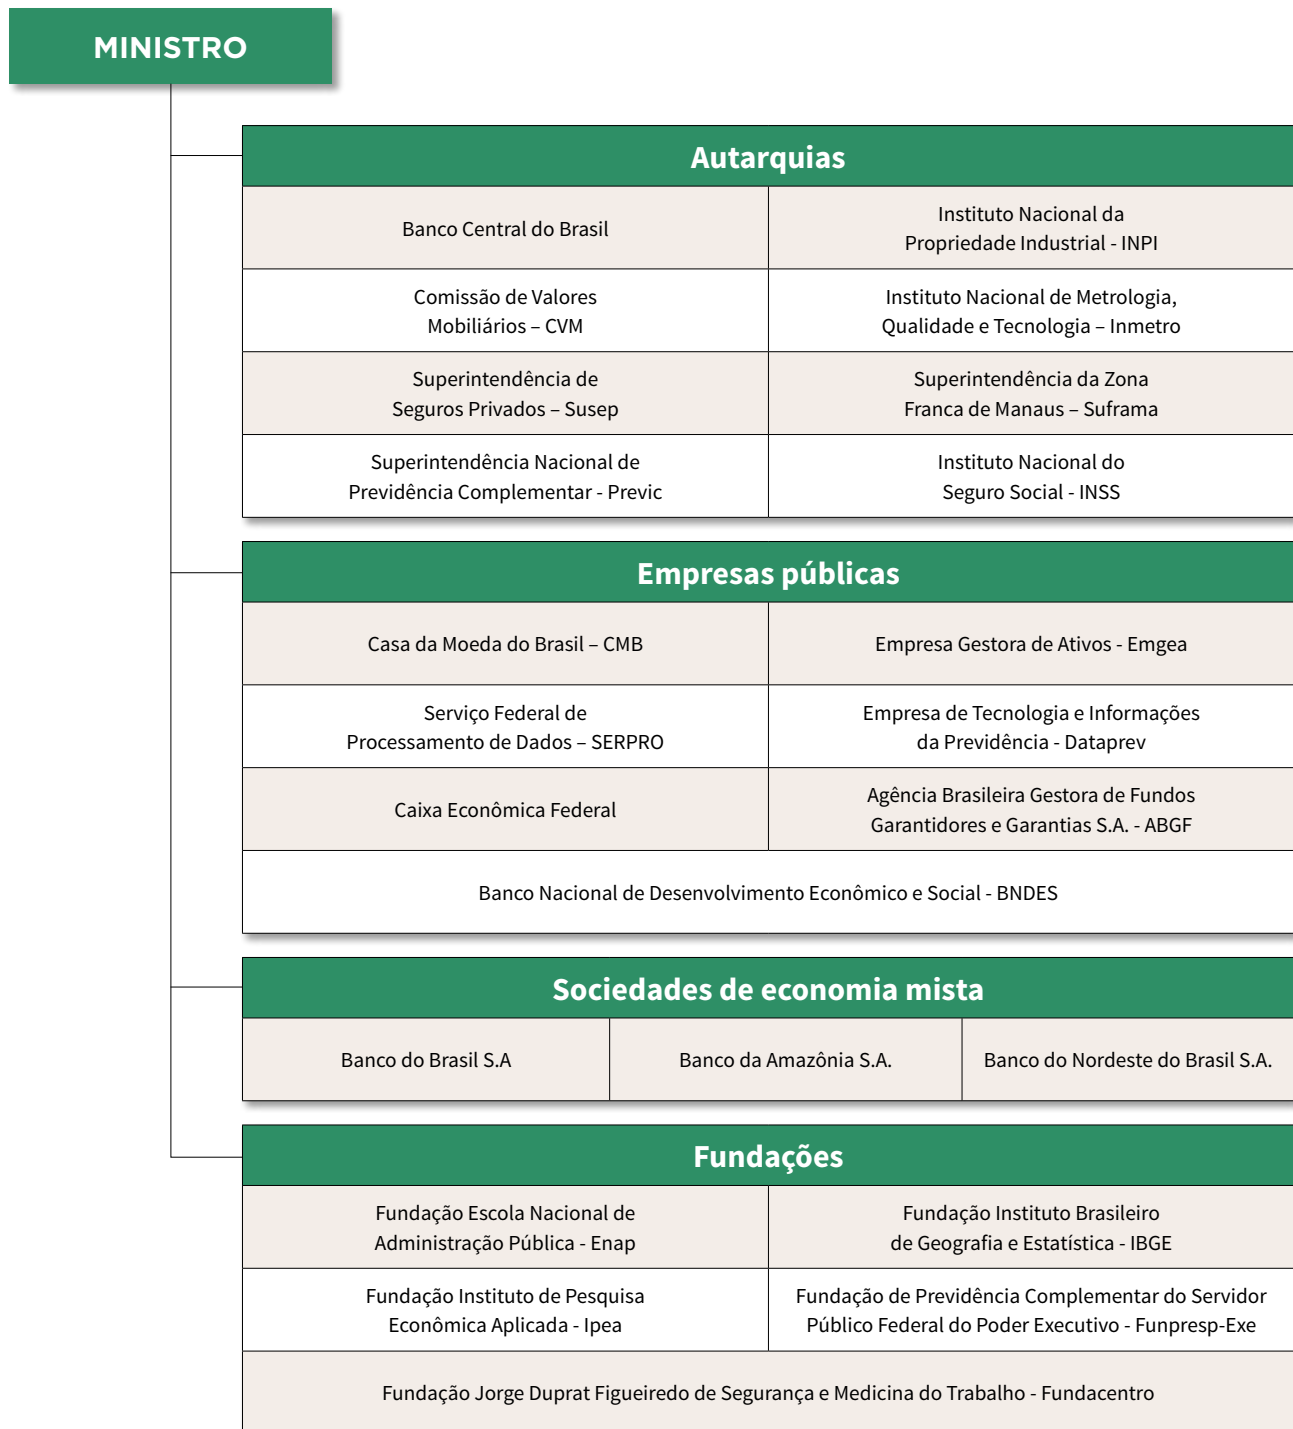 MINISTRO
Autarquias
Banco Central do Brasil
Instituto Nacional da
Propriedade Industrial - INPI
Comissão de Valores
Mobiliários – CVM
Instituto Nacional de Metrologia,
Qualidade e Tecnologia – Inmetro
Superintendência de
Seguros Privados – Susep
Superintendência da Zona
Franca de Manaus – Suframa
Superintendência Nacional de
Previdência Complementar - Previc
Instituto Nacional do
Seguro Social - INSS
Empresas públicas
Casa da Moeda do Brasil – CMB
Empresa Gestora de Ativos - Emgea
Serviço Federal de
Processamento de Dados – SERPRO
Empresa de Tecnologia e Informações
da Previdência - Dataprev
Caixa Econômica Federal
Agência Brasileira Gestora de Fundos
Garantidores e Garantias S.A. - ABGF
Banco Nacional de Desenvolvimento Econômico e Social - BNDES
Sociedades de economia mista
Banco do Brasil S.A
Banco da Amazônia S.A.
Banco do Nordeste do Brasil S.A.
Fundações
Fundação Escola Nacional de
Administração Pública - Enap
Fundação Instituto Brasileiro
de Geografia e Estatística - IBGE
Fundação Instituto de Pesquisa
Econômica Aplicada - Ipea
Fundação de Previdência Complementar do Servidor
Público Federal do Poder Executivo - Funpresp-Exe
Fundação Jorge Duprat Figueiredo de Segurança e Medicina do Trabalho - Fundacentro